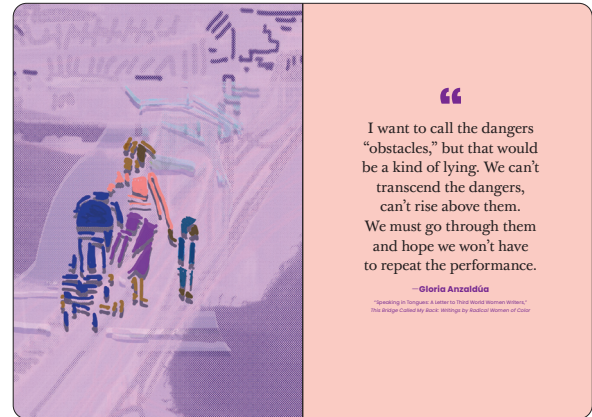 “
I want to call the dangers
“obstacles,” but that would
be a kind of lying. We can’t
transcend the dangers,
can’t rise above them.
We must go through them
and hope we won’t have
to repeat the performance.
—Gloria Anzaldúa
“Speaking in Tongues: A Letter to Third World Women Writers,”
This Bridge Called My Back: Writings by Radical Women of Color